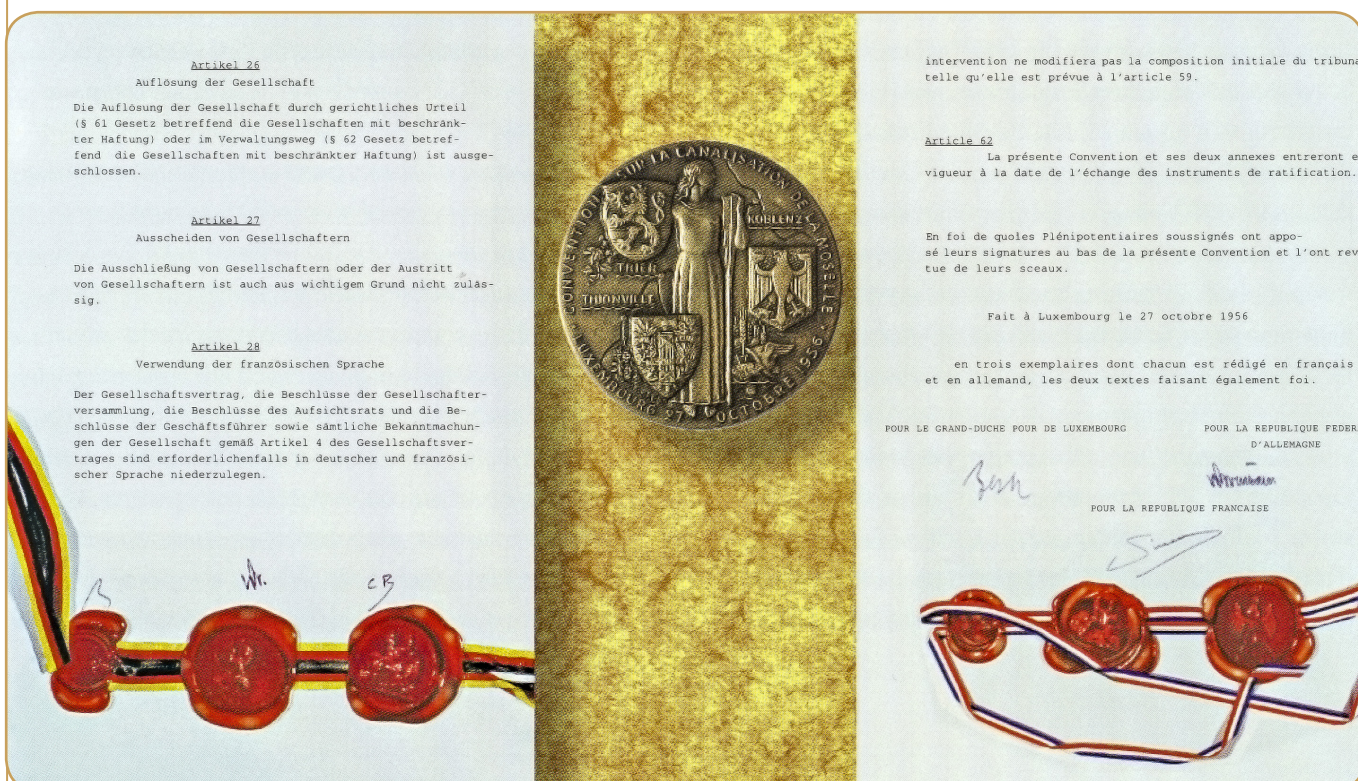 Artikel 26
Auflösung der Gesellschaft
Die Auflösung der Gesellschaft durch gerichtliches Urteil
(§ 61 Gesetz betreffend die Gesellschaften mit beschränk-
ter Haftung) oder im Verwaltungsweg (§ 62 Gesetz betref-
fend die Gesellschaften mit beschränkter Haftung) ist ausge-
schlossen.
Artikel 27
Ausscheiden von Gesellschaftern
Die Ausschließung von Gesellschaftern oder der Austritt
von Gesellschaftern ist auch aus wichtigem Grund nicht zuläs-
sig.
Artikel 28
Verwendung der französischen Sprache
Der Gesellschaftsvertrag, die Beschlüsse der Gesellschafter-
versammlung, die Beschlüsse des Aufsichtsrats und die Be-
schlüsse der Geschäftsführer sowie sämtliche Bekanntmachun-
gen der Gesellschaft gemäß Artikel 4 des Gesellschaftsver-
trages sind erforderlichenfalls in deutscher und französi-
scher Sprache niederzulegen.
B
Wr.
CB
CONVENTION SUR LA CANALISATION DE LA MOSELLE
KOBLENZ
TRIER
THIONVILLE
LUXEMBOURG 27 OCTOBRE 1956
intervention ne modifiera pas la composition initiale du tribuna
telle qu'elle est prévue à l'article 59.
Article 62
La présente Convention et ses deux annexes entreront e
vigueur à la date de l'échange des instruments de ratification.
En foi de quoiles Plénipotentiaires soussignés ont appo-
sé leurs signatures au bas de la présente Convention et l'ont rev
tue de leurs sceaux.
Fait à Luxembourg le 27 octobre 1956
en trois exemplaires dont chacun est rédigé en français
et en allemand, les deux textes faisant également foi.
POUR LE GRAND-DUCHE POUR DE LUXEMBOURG
POUR LA REPUBLIQUE FEDER
D'ALLEMAGNE
Bech
POUR LA REPUBLIQUE FRANCAISE